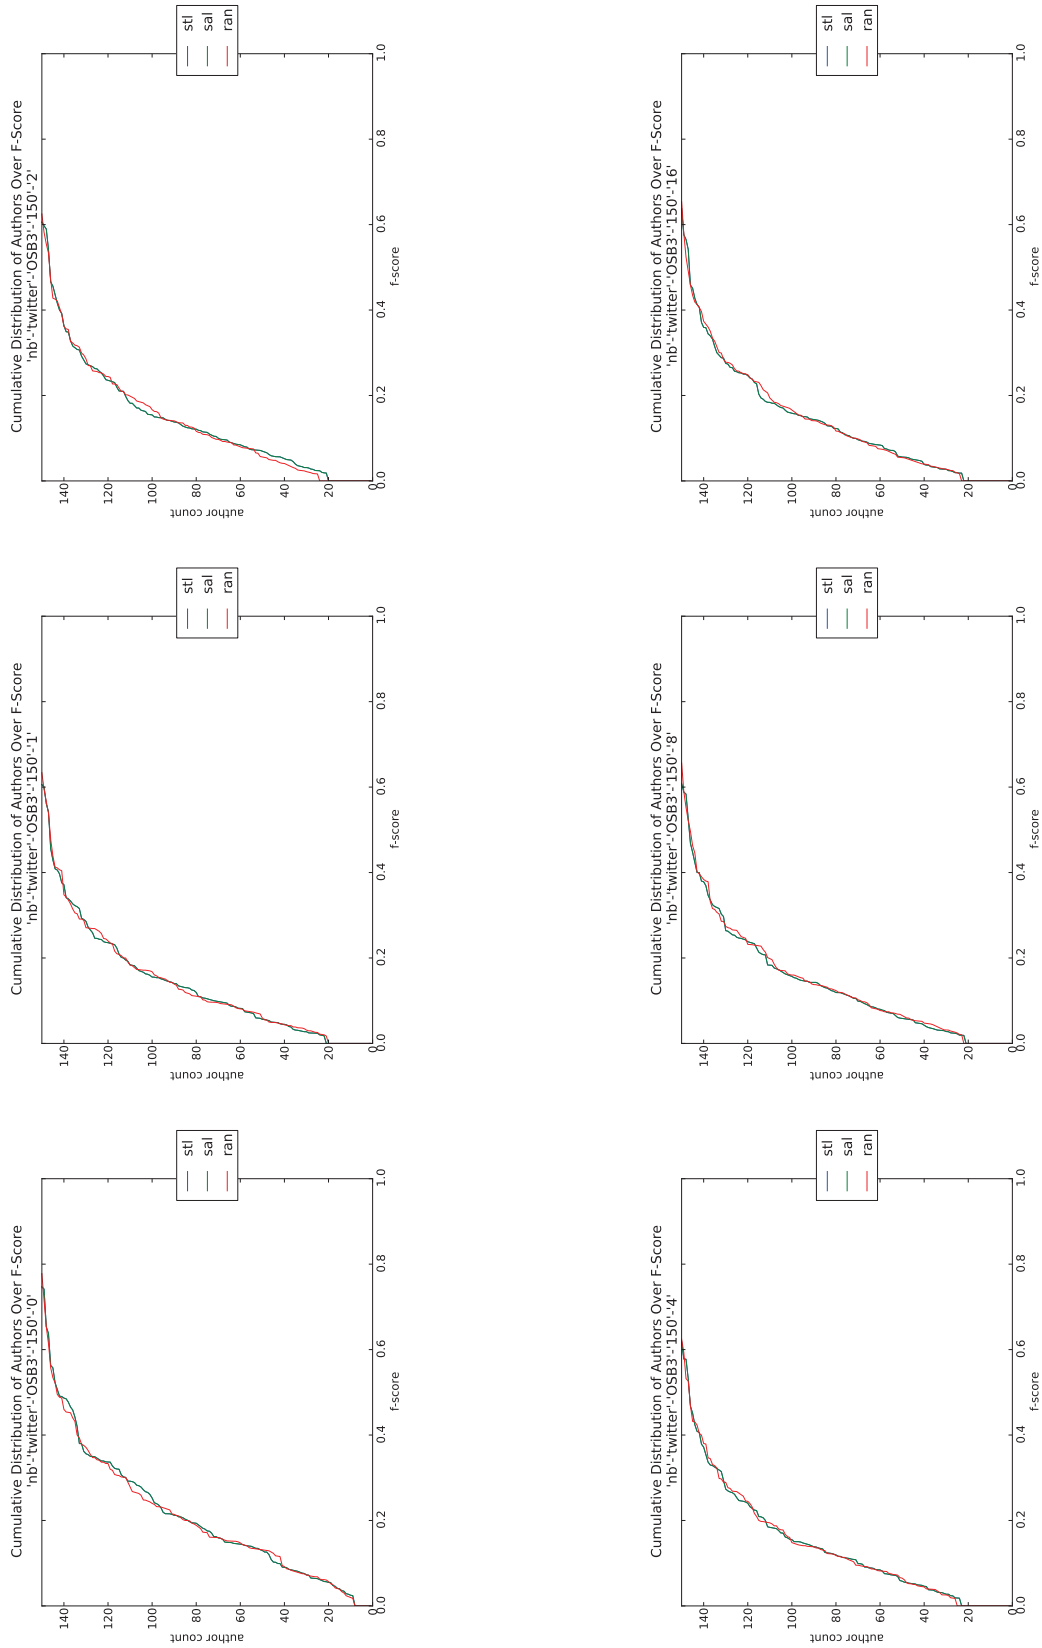 Cumulative Distribution of Authors Over F-Score
'nb'-'twitter'-'OSB3'-'150'-'0'
author count
140
120
100
80
60
40
20
0
0.0 0.2 0.4 0.6 0.8 1.0
f-score
stl
sal
ran
Cumulative Distribution of Authors Over F-Score
'nb'-'twitter'-'OSB3'-'150'-'1'
author count
140
120
100
80
60
40
20
0
0.0 0.2 0.4 0.6 0.8 1.0
f-score
stl
sal
ran
Cumulative Distribution of Authors Over F-Score
'nb'-'twitter'-'OSB3'-'150'-'2'
author count
140
120
100
80
60
40
20
0
0.0 0.2 0.4 0.6 0.8 1.0
f-score
stl
sal
ran
Cumulative Distribution of Authors Over F-Score
'nb'-'twitter'-'OSB3'-'150'-'4'
author count
140
120
100
80
60
40
20
0
0.0 0.2 0.4 0.6 0.8 1.0
f-score
stl
sal
ran
Cumulative Distribution of Authors Over F-Score
'nb'-'twitter'-'OSB3'-'150'-'8'
author count
140
120
100
80
60
40
20
0
0.0 0.2 0.4 0.6 0.8 1.0
f-score
stl
sal
ran
Cumulative Distribution of Authors Over F-Score
'nb'-'twitter'-'OSB3'-'150'-'16'
author count
140
120
100
80
60
40
20
0
0.0 0.2 0.4 0.6 0.8 1.0
f-score
stl
sal
ran